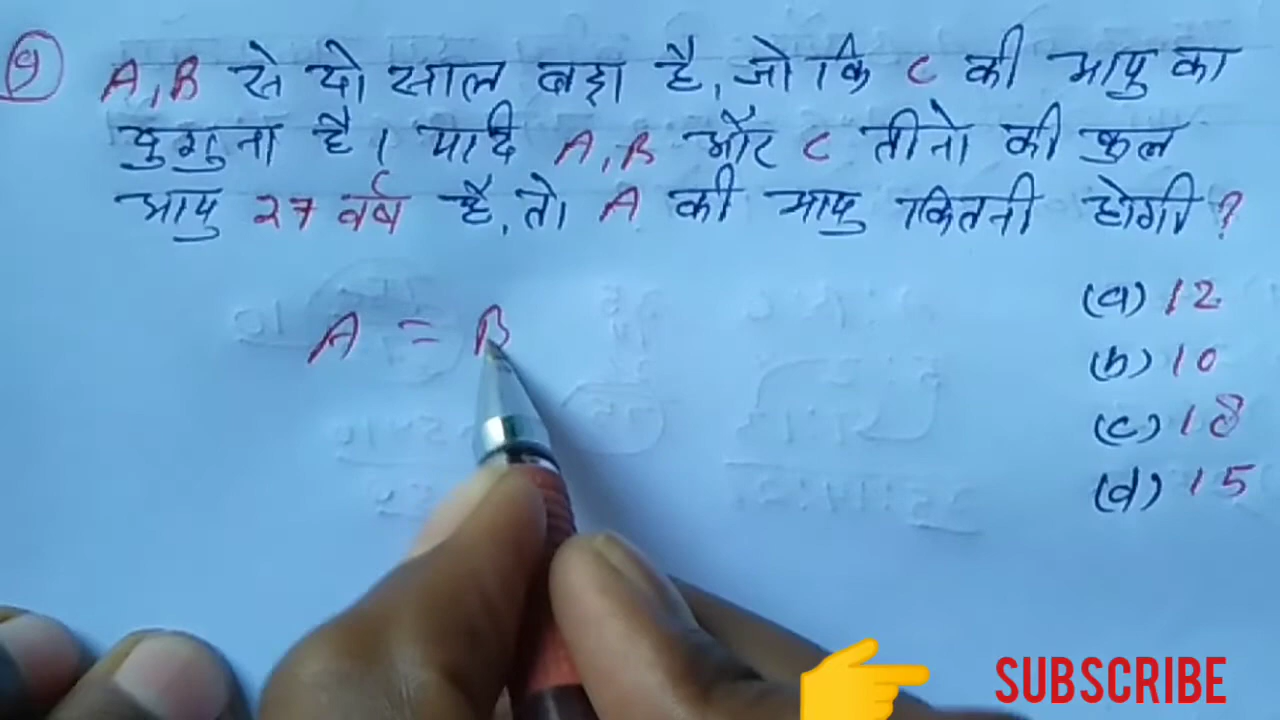 9 A, B से दो साल बड़ा है, जो कि C की आयु का
दुगुना है। यदि A, B और C तीनो की कुल
आयु 27 वर्ष है, तो A की आयु कितनी होगी ?
(a) 12
A = B
(b) 10
(c) 18
(d) 15
SUBSCRIBE